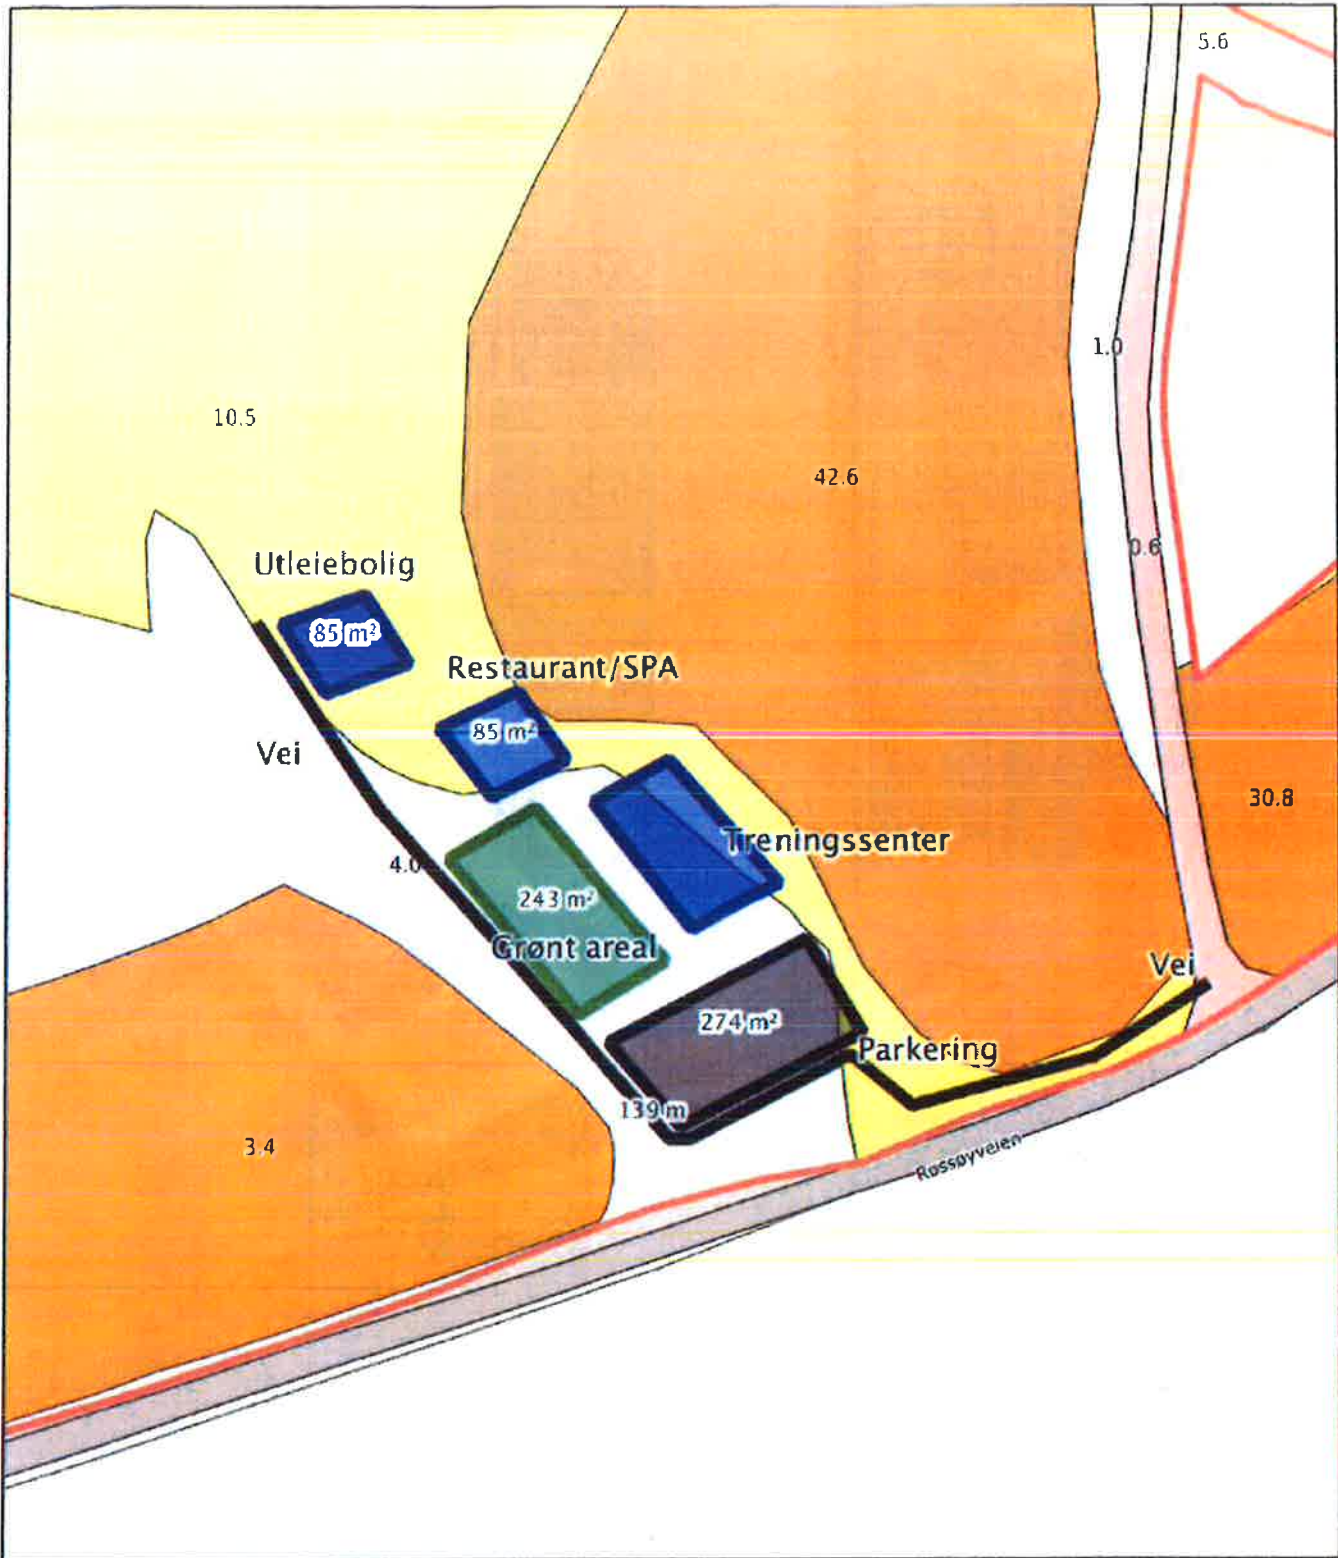 5.6
1.0
10.5
42.6
0.6
Utleiebolig
85 m²
Restaurant/SPA
85 m²
Vei
30.8
Treningssenter
4.0
243 m²
Grønt areal
Vei
274 m²
Parkering
139 m
3.4
Røssøyveien